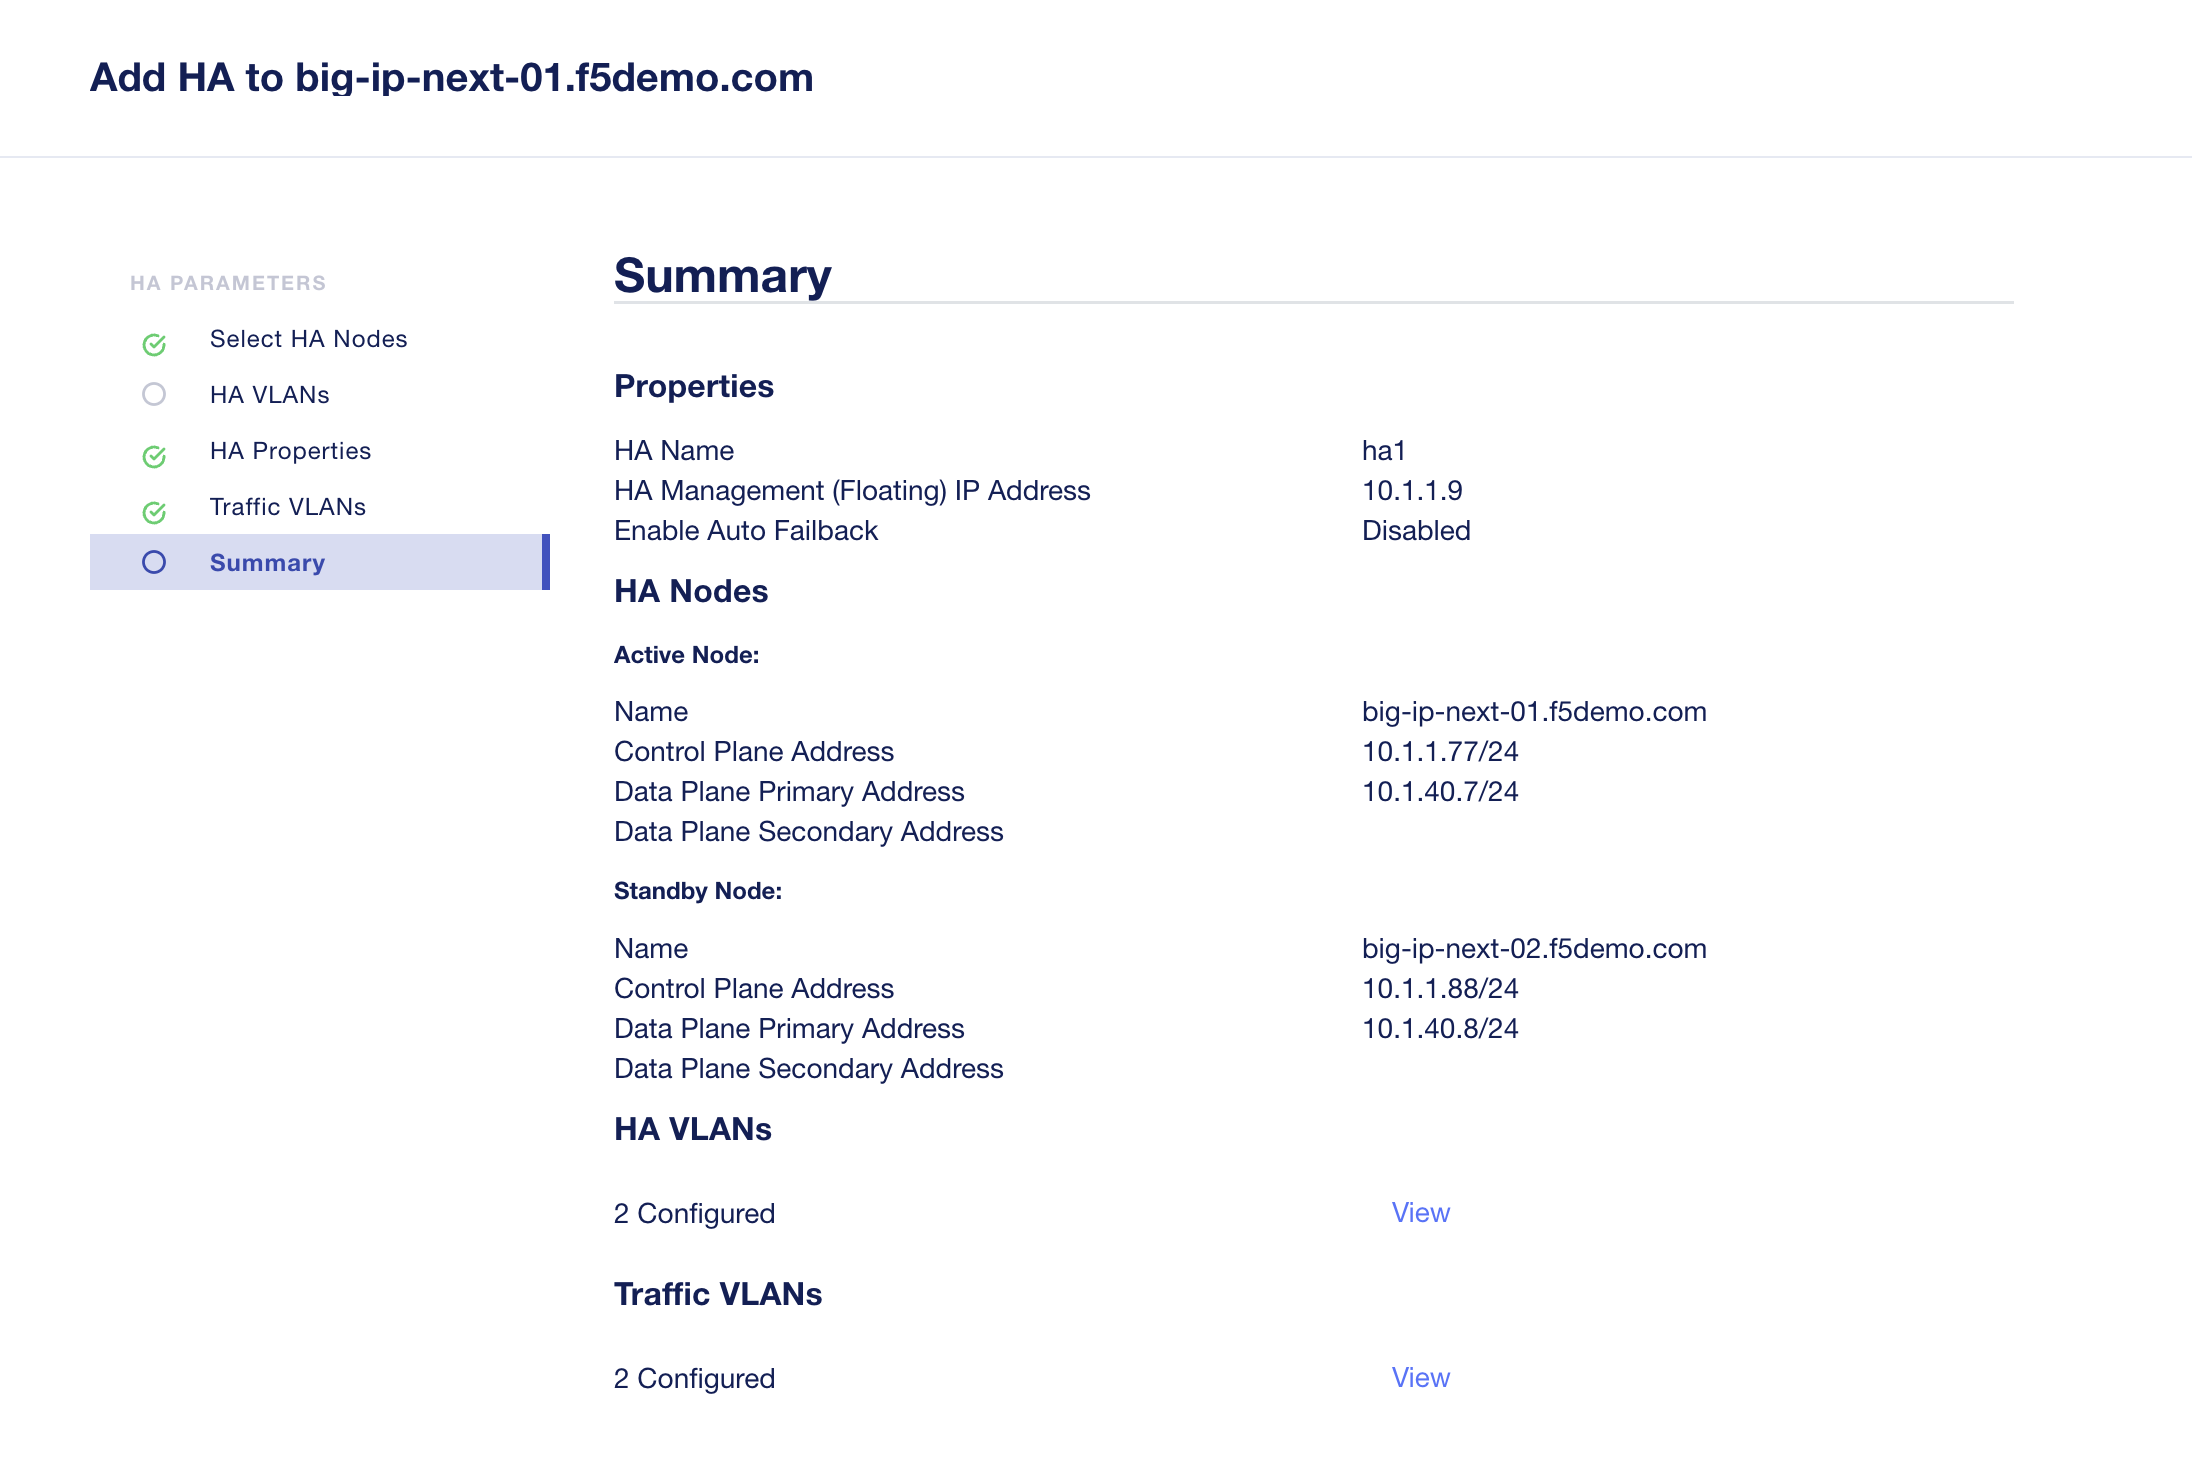 Add HA to big-ip-next-01.f5demo.com
HA PARAMETERS
Select HA Nodes
HA VLANs
HA Properties
Traffic VLANs
Summary
Summary
Properties
HA Name ha1
HA Management (Floating) IP Address 10.1.1.9
Enable Auto Failback Disabled
HA Nodes
Active Node:
Name big-ip-next-01.f5demo.com
Control Plane Address 10.1.1.77/24
Data Plane Primary Address 10.1.40.7/24
Data Plane Secondary Address
Standby Node:
Name big-ip-next-02.f5demo.com
Control Plane Address 10.1.1.88/24
Data Plane Primary Address 10.1.40.8/24
Data Plane Secondary Address
HA VLANs
2 Configured View
Traffic VLANs
2 Configured View